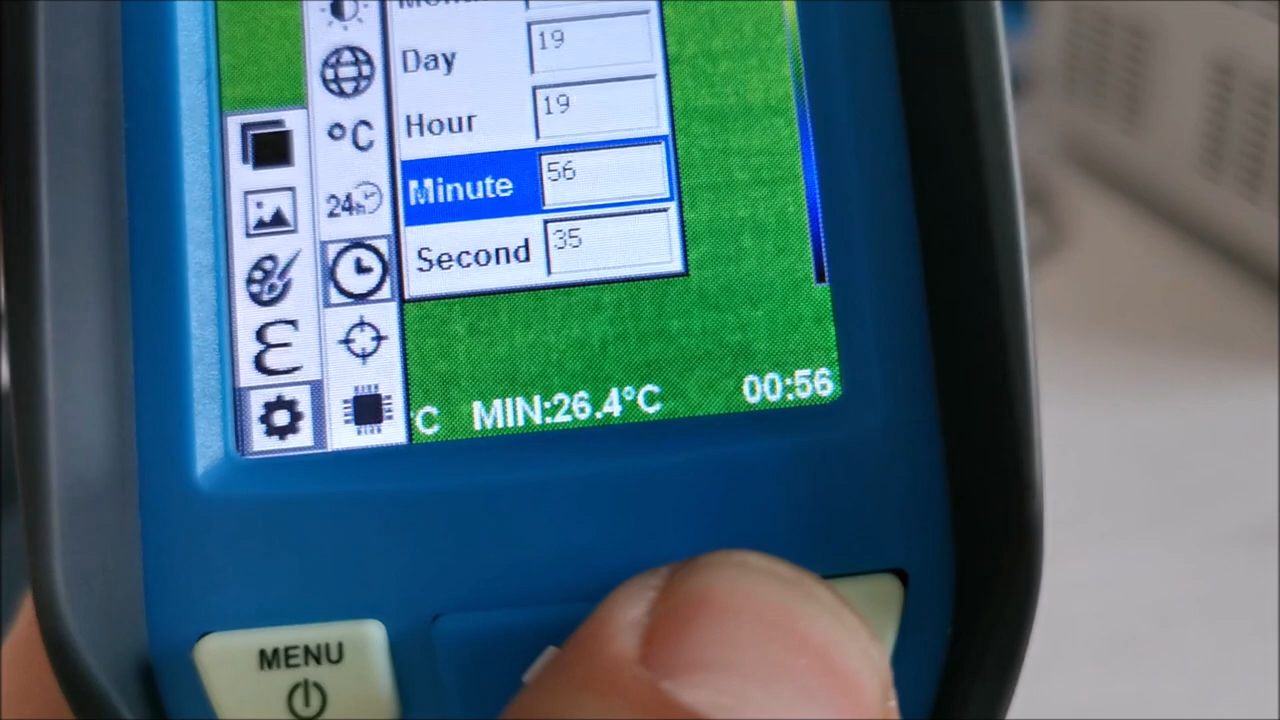 Day 19
°C
Hour 19
24h
Minute 56
Second 35
ε
C MIN:26.4°C 00:56
MENU